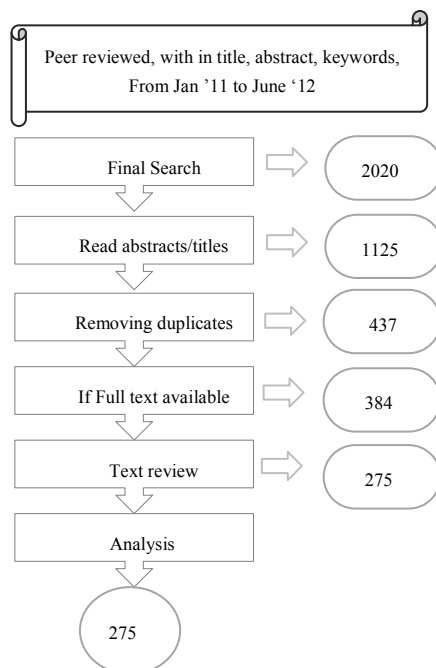 Peer reviewed, with in title, abstract, keywords,
From Jan ’11 to June ‘12
Final Search
2020
Read abstracts/titles
1125
Removing duplicates
437
If Full text available
384
Text review
275
Analysis
275